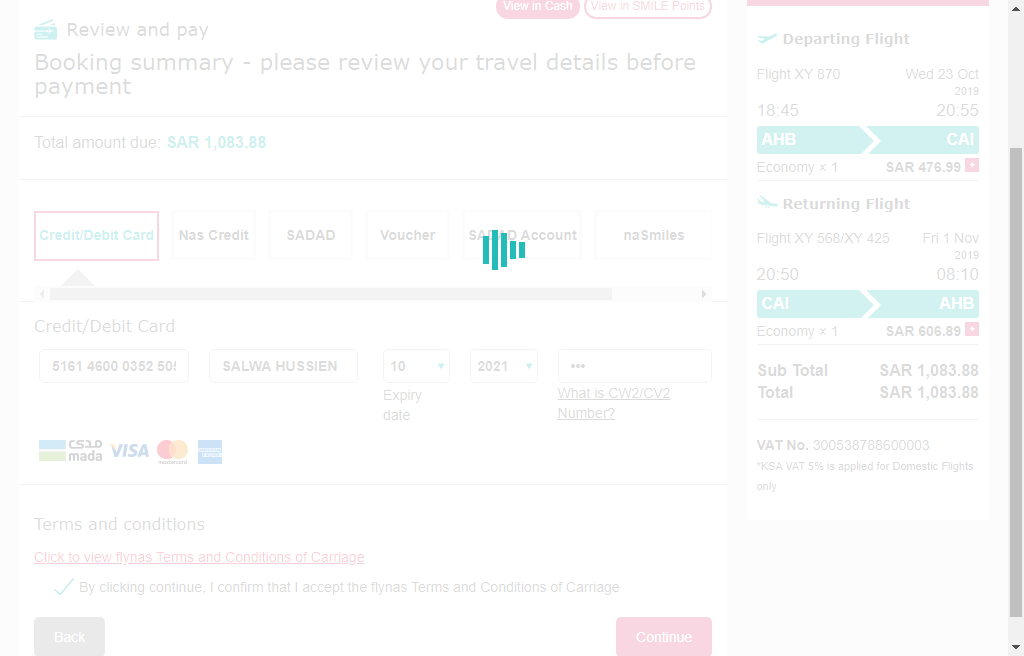 View in Cash
View in SMILE Points
Review and pay
Booking summary - please review your travel details before
payment
Total amount due: SAR 1,083.88
Credit/Debit Card
Nas Credit
SADAD
Voucher
SADAD Account
naSmiles
Credit/Debit Card
5161 4600 0352 505
SALWA HUSSIEN
10
2021
•••
Expiry
date
What is CW2/CV2
Number?
مدى
mada
VISA
mastercard
Terms and conditions
Click to view flynas Terms and Conditions of Carriage
By clicking continue, I confirm that I accept the flynas Terms and Conditions of Carriage
Back
Continue
Departing Flight
Flight XY 870 Wed 23 Oct
2019
18:45 20:55
AHB CAI
Economy × 1 SAR 476.99 +
Returning Flight
Flight XY 568/XY 425 Fri 1 Nov
2019
20:50 08:10
CAI AHB
Economy × 1 SAR 606.89 +
Sub Total SAR 1,083.88
Total SAR 1,083.88
VAT No. 300538788600003
*KSA VAT 5% is applied for Domestic Flights
only